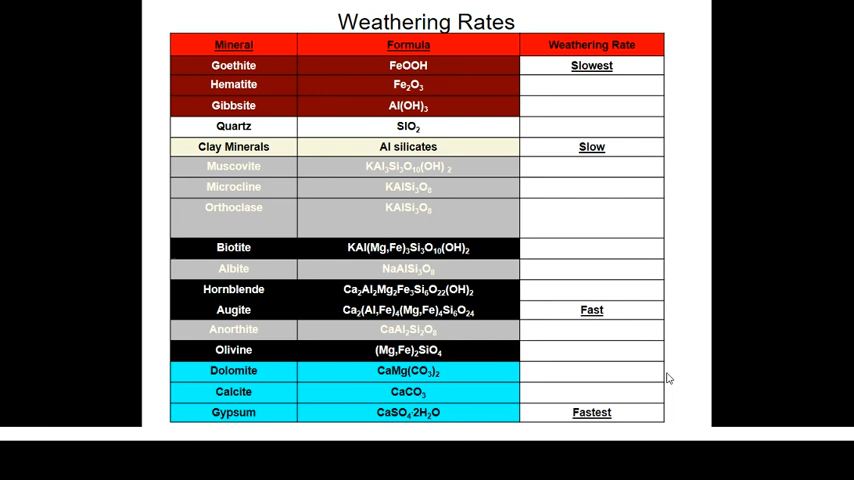 Weathering Rates
Mineral Formula Weathering Rate
Goethite FeOOH Slowest
Hematite Fe₂O₃
Gibbsite Al(OH)₃
Quartz SIO₂
Clay Minerals Al silicates Slow
Muscovite KAl₃Si₃O₁₀(OH) ₂
Microcline KAlSi₃O₈
Orthoclase KAlSi₃O₈
Biotite KAl(Mg,Fe)₃Si₃O₁₀(OH)₂
Albite NaAlSi₃O₈
Hornblende Ca₂Al₂Mg₂Fe₃Si₆O₂₂(OH)₂
Augite Ca₂(Al,Fe)₄(Mg,Fe)₄Si₆O₂₄ Fast
Anorthite CaAl₂Si₂O₈
Olivine (Mg,Fe)₂SiO₄
Dolomite CaMg(CO₃)₂
Calcite CaCO₃
Gypsum CaSO₄·2H₂O Fastest